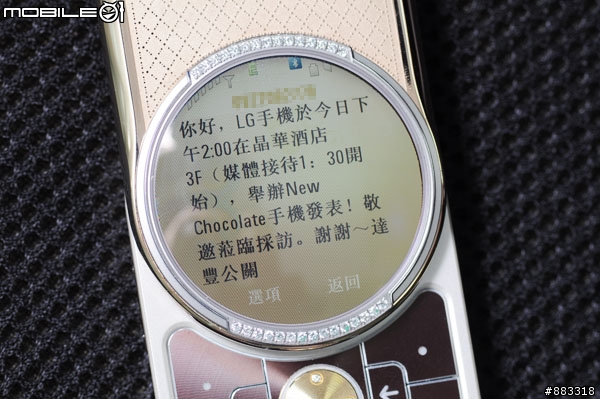 MOBILE01
你好，LG手機於今日下
午2:00在晶華酒店
3F（媒體接待1：30開
始），舉辦New
Chocolate手機發表！敬
邀蒞臨採訪。謝謝～達
豐公關
選項 返回
#883318